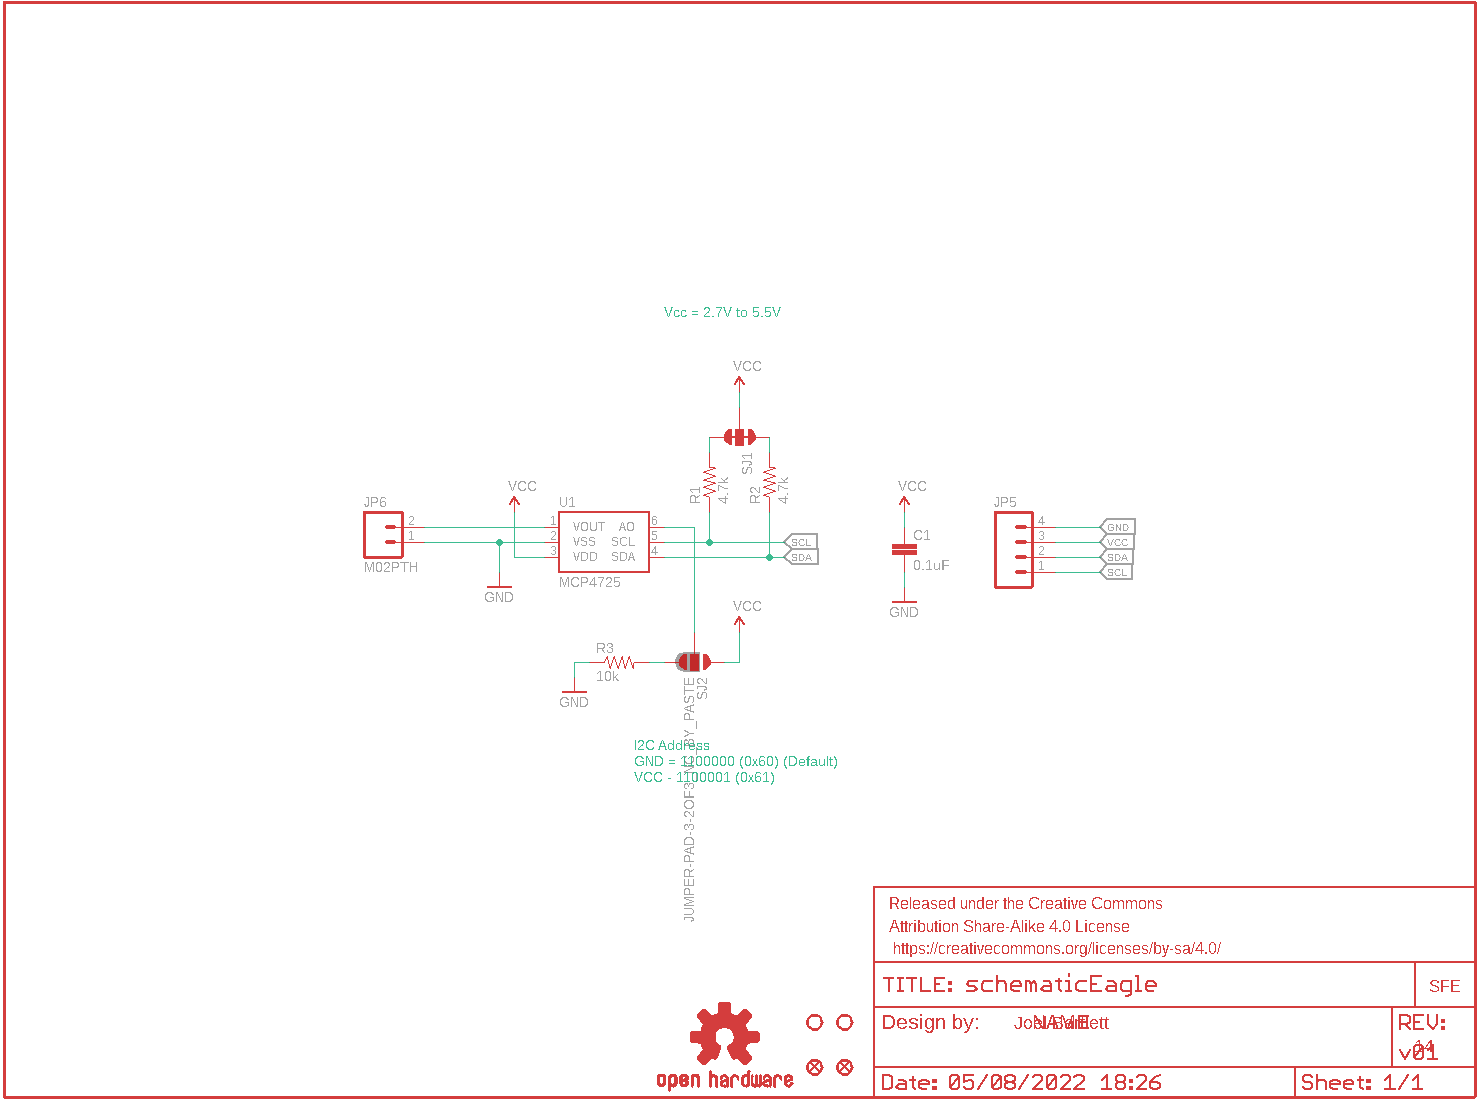 Vcc = 2.7V to 5.5V
VCC
SJ1
R1
4.7k
R2
4.7k
JP6
2
1
M02PTH
VCC
GND
U1
1 VOUT AO 6
2 VSS SCL 5
3 VDD SDA 4
MCP4725
SCL
SDA
VCC
C1
0.1uF
GND
JP5
4 GND
3 VCC
2 SDA
1 SCL
VCC
R3
10k
GND
SJ2
JUMPER-PAD-3-2OF3_NC_BY_PASTE
I2C Address
GND = 1100000 (0x60) (Default)
VCC - 1100001 (0x61)
Released under the Creative Commons
Attribution Share-Alike 4.0 License
https://creativecommons.org/licenses/by-sa/4.0/
TITLE: schematicEagle
SFE
Design by: Joel Bartlett
NAME
REV:
v01
Date: 05/08/2022 18:26
Sheet: 1/1
open hardware